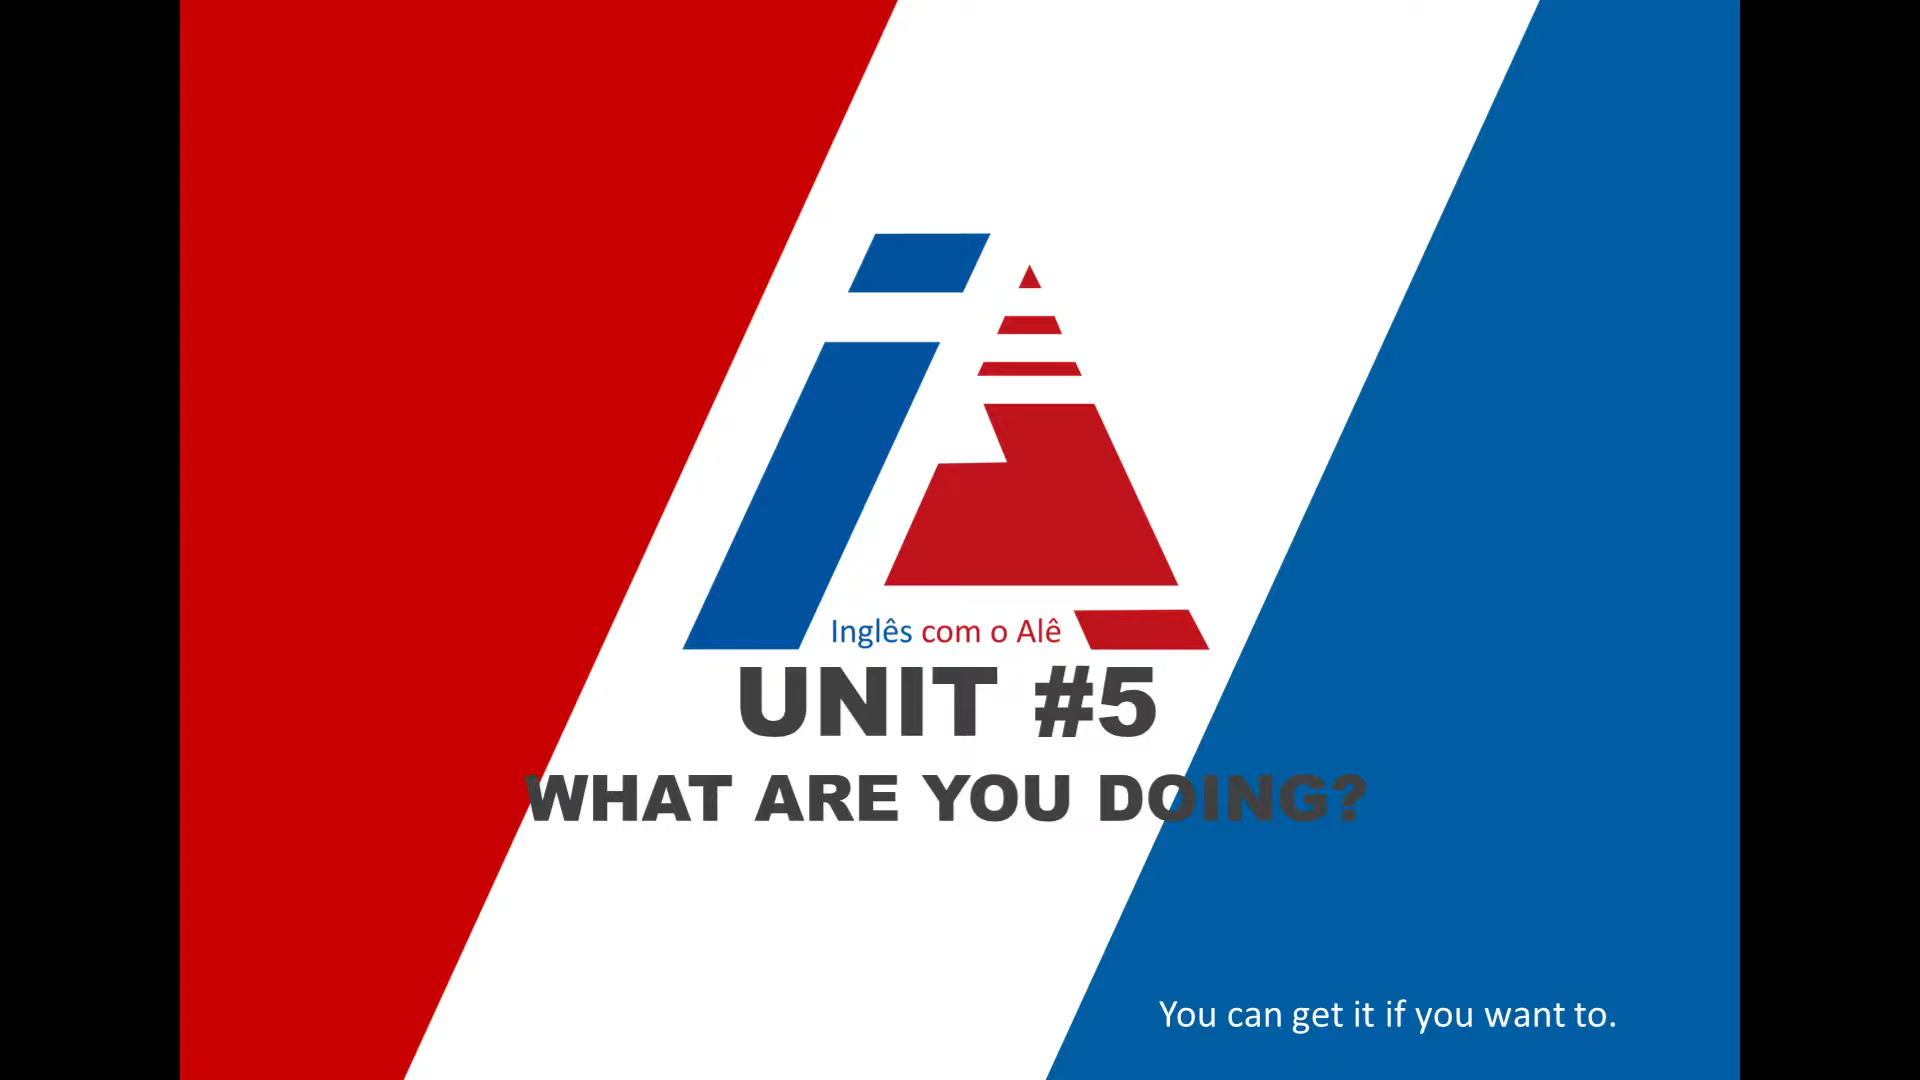 Inglês com o Alê
UNIT #5
WHAT ARE YOU DOING?
You can get it if you want to.